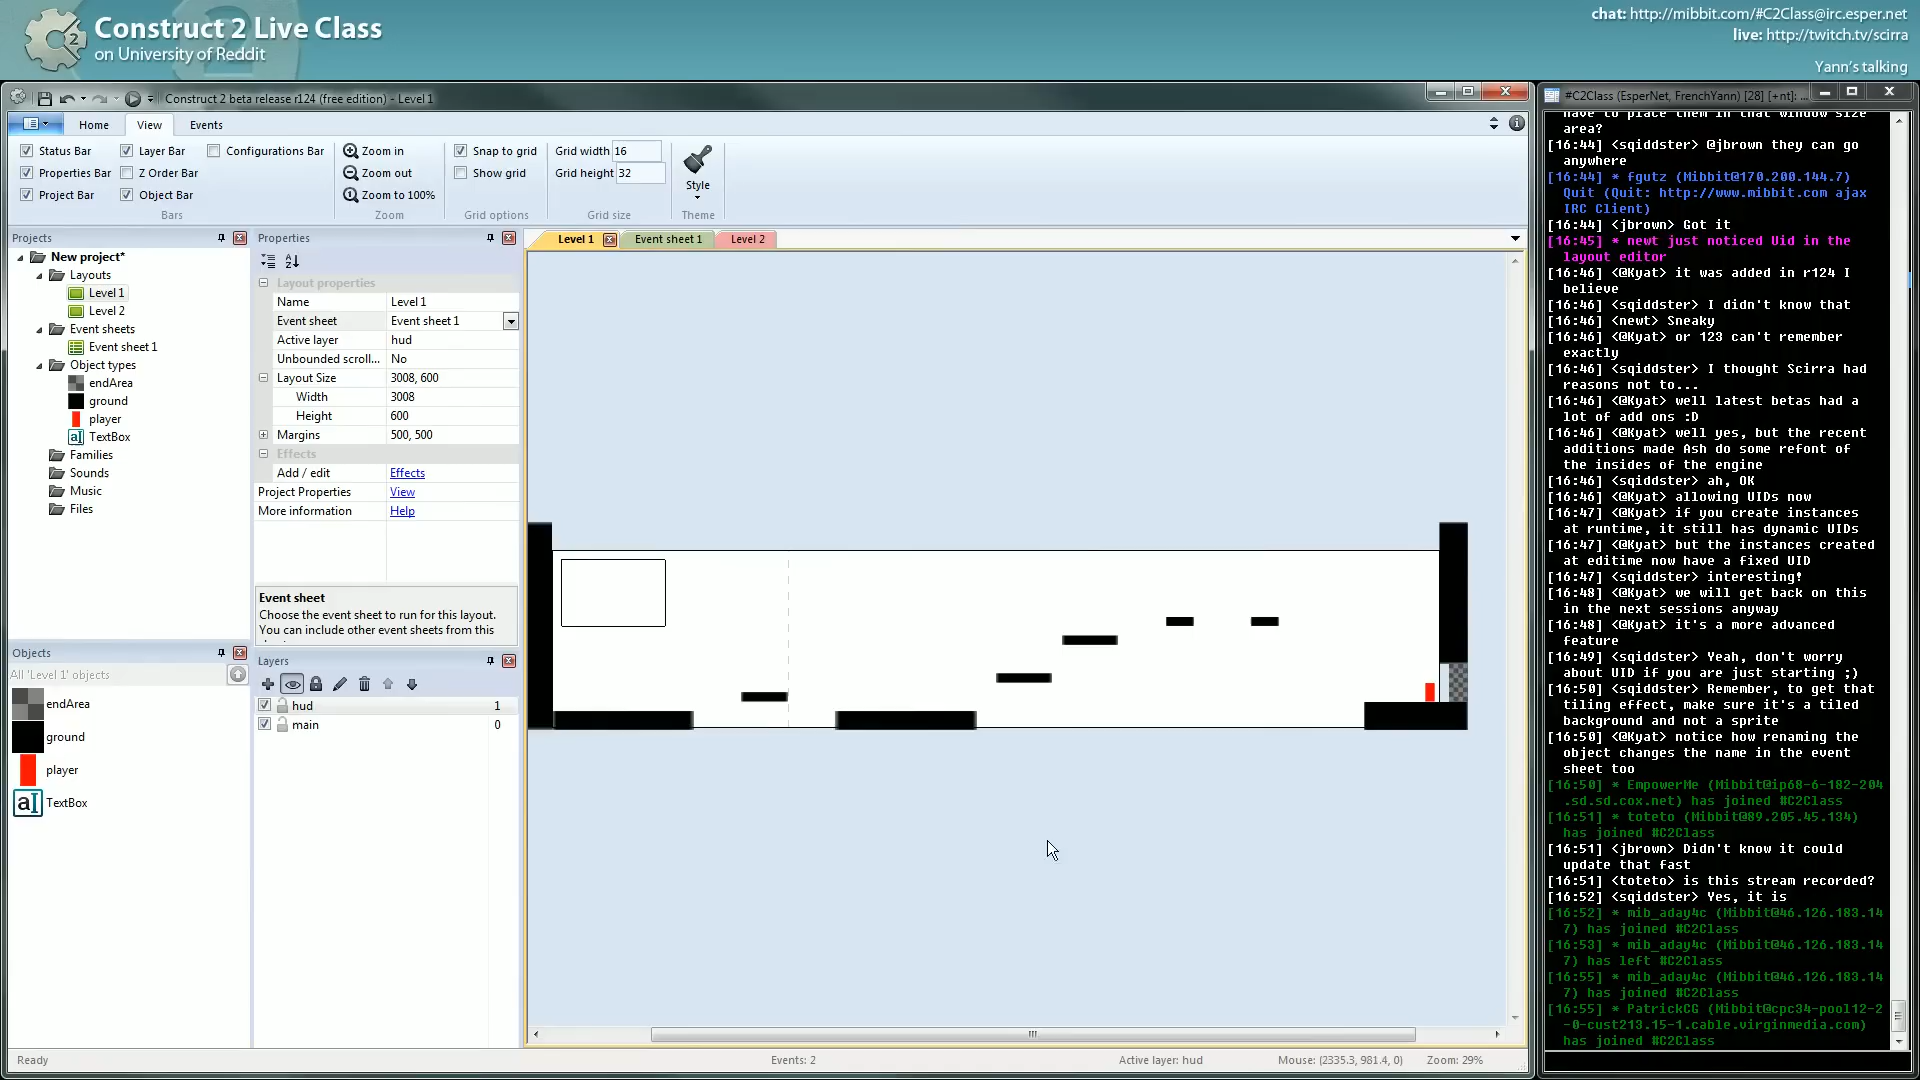 Construct 2 Live Class
on University of Reddit
chat: http://mibbit.com/#C2Class@irc.esper.net
live: http://twitch.tv/scirra
Yann's talking
Construct 2 beta release r124 (free edition) - Level 1
Home
View
Events
Status Bar
Layer Bar
Configurations Bar
Properties Bar
Z Order Bar
Project Bar
Object Bar
Bars
Zoom in
Zoom out
Zoom to 100%
Zoom
Snap to grid
Show grid
Grid options
Grid width 16
Grid height 32
Grid size
Style
Theme
Projects
New project*
Layouts
Level 1
Level 2
Event sheets
Event sheet 1
Object types
endArea
ground
player
TextBox
Families
Sounds
Music
Files
Objects
All 'Level 1' objects
endArea
ground
player
TextBox
Properties
Layout properties
Name Level 1
Event sheet Event sheet 1
Active layer hud
Unbounded scroll... No
Layout Size 3008, 600
Width 3008
Height 600
Margins 500, 500
Effects
Add / edit Effects
Project Properties View
More information Help
Event sheet
Choose the event sheet to run for this layout.
You can include other event sheets from this
Layers
hud 1
main 0
Level 1
Event sheet 1
Level 2
Ready
Events: 2
Active layer: hud
Mouse: (2335.3, 981.4, 0)
Zoom: 29%
#C2Class (EsperNet, FrenchYann) [28] [+nt]: ...
have to place them in that window size
area?
[16:44] <sqiddster> @jbrown they can go
anywhere
[16:44] * fgutz (Mibbit@170.200.144.7)
Quit (Quit: http://www.mibbit.com ajax
IRC Client)
[16:44] <jbrown> Got it
[16:45] * newt just noticed Uid in the
layout editor
[16:46] <@Kyat> it was added in r124 I
believe
[16:46] <sqiddster> I didn't know that
[16:46] <newt> Sneaky
[16:46] <@Kyat> or 123 can't remember
exactly
[16:46] <sqiddster> I thought Scirra had
reasons not to...
[16:46] <@Kyat> well latest betas had a
lot of add ons :D
[16:46] <@Kyat> well yes, but the recent
additions made Ash do some refont of
the insides of the engine
[16:46] <sqiddster> ah, OK
[16:46] <@Kyat> allowing UIDs now
[16:47] <@Kyat> if you create instances
at runtime, it still has dynamic UIDs
[16:47] <@Kyat> but the instances created
at editime now have a fixed UID
[16:47] <sqiddster> interesting!
[16:48] <@Kyat> we will get back on this
in the next sessions anyway
[16:48] <@Kyat> it's a more advanced
feature
[16:49] <sqiddster> Yeah, don't worry
about UID if you are just starting ;)
[16:50] <sqiddster> Remember, to get that
tiling effect, make sure it's a tiled
background and not a sprite
[16:50] <@Kyat> notice how renaming the
object changes the name in the event
sheet too
[16:50] * EmpowerMe (Mibbit@ip68-6-182-204
.sd.sd.cox.net) has joined #C2Class
[16:51] * toteto (Mibbit@89.205.45.134)
has joined #C2Class
[16:51] <jbrown> Didn't know it could
update that fast
[16:51] <toteto> is this stream recorded?
[16:52] <sqiddster> Yes, it is
[16:52] * mib_aday4c (Mibbit@46.126.183.14
7) has joined #C2Class
[16:53] * mib_aday4c (Mibbit@46.126.183.14
7) has left #C2Class
[16:55] * mib_aday4c (Mibbit@46.126.183.14
7) has joined #C2Class
[16:55] * PatrickCG (Mibbit@cpc34-pool12-2
-0-cust213.15-1.cable.virginmedia.com)
has joined #C2Class